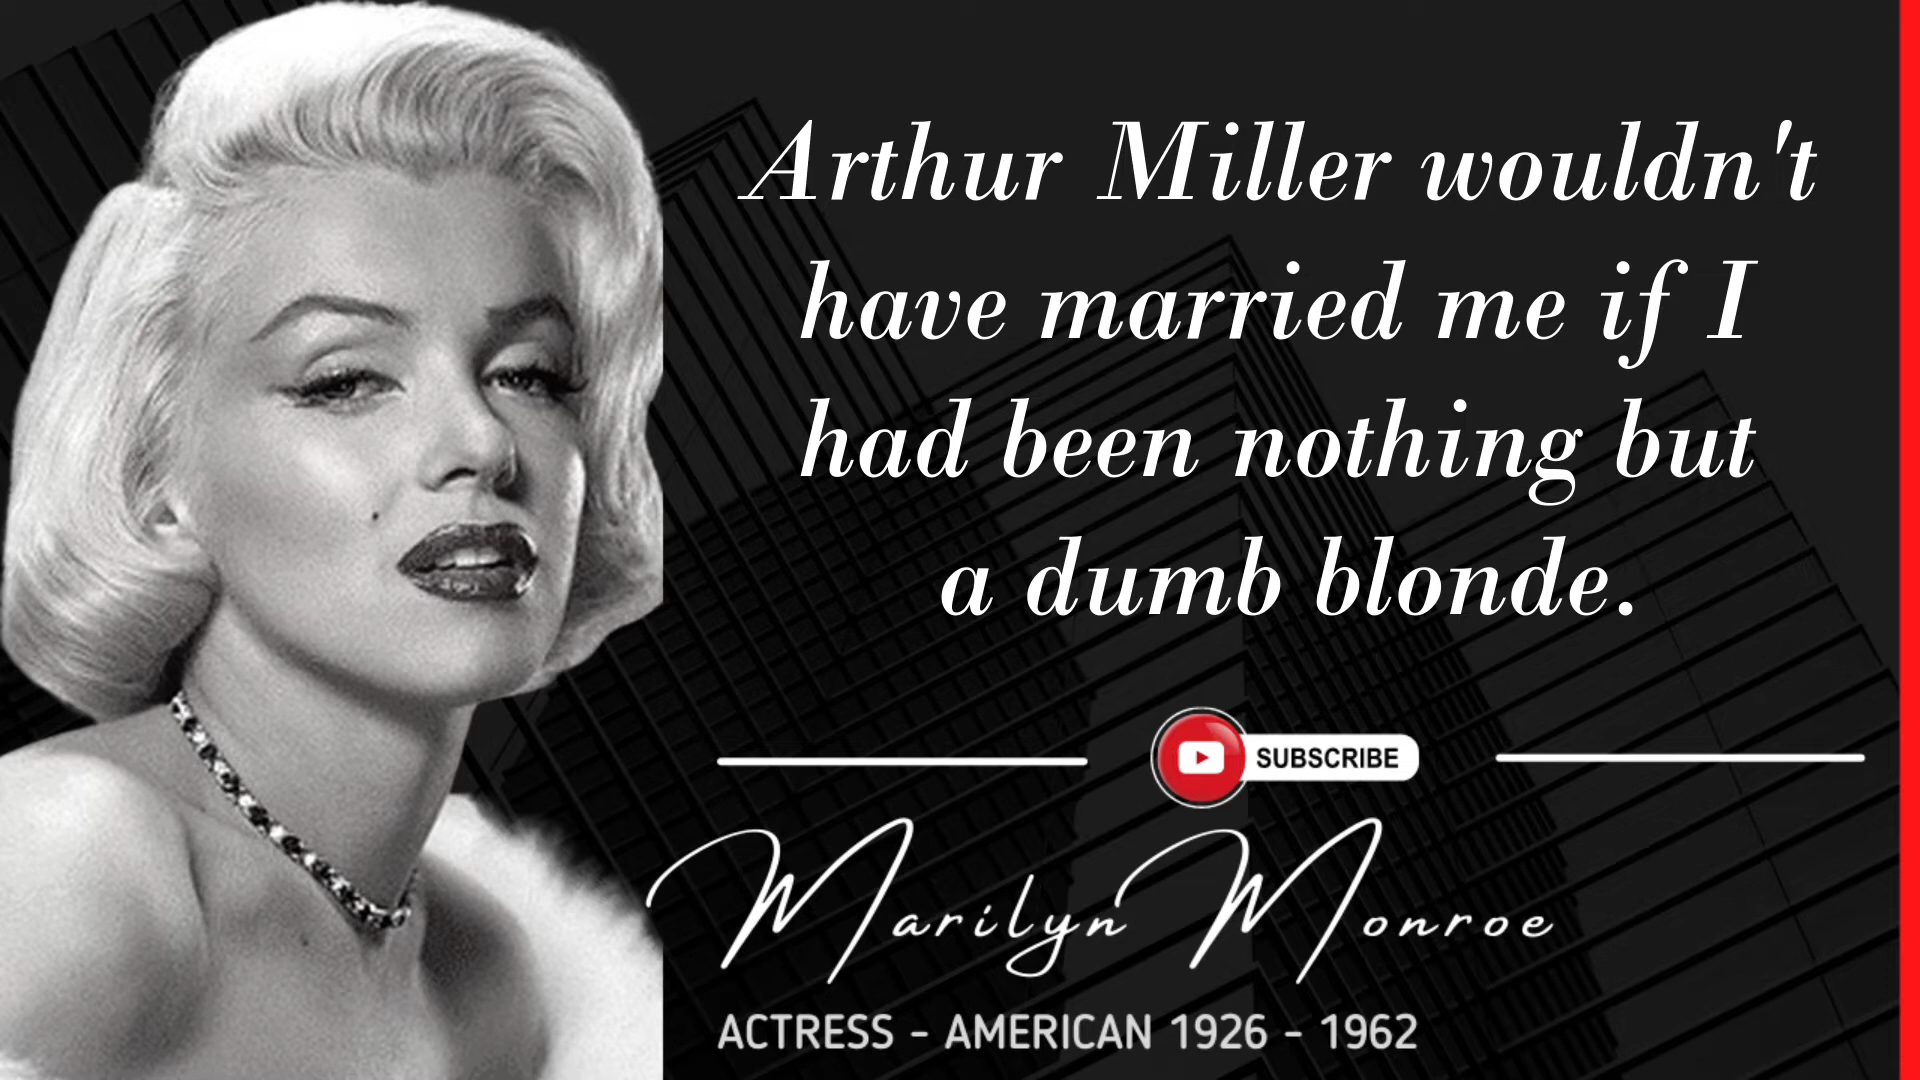 Arthur Miller wouldn't
have married me if I
had been nothing but
a dumb blonde.
SUBSCRIBE
Marilyn Monroe
ACTRESS - AMERICAN 1926 - 1962